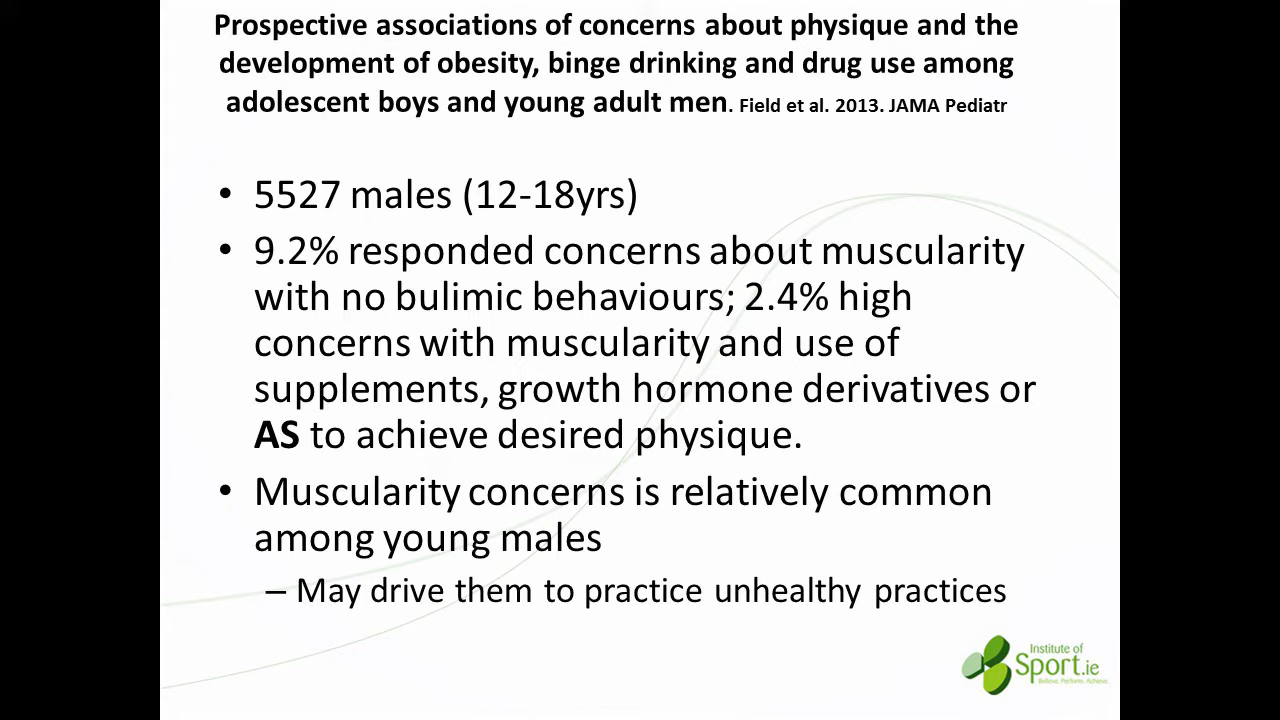 Prospective associations of concerns about physique and the
development of obesity, binge drinking and drug use among
adolescent boys and young adult men. Field et al. 2013. JAMA Pediatr
• 5527 males (12-18yrs)
• 9.2% responded concerns about muscularity
with no bulimic behaviours; 2.4% high
concerns with muscularity and use of
supplements, growth hormone derivatives or
AS to achieve desired physique.
• Muscularity concerns is relatively common
among young males
– May drive them to practice unhealthy practices
Institute of
Sport.ie
Believe. Perform. Achieve.